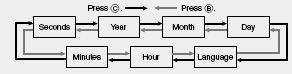 Press Ⓒ. Press Ⓑ.
Seconds Year Month Day
Minutes Hour Language